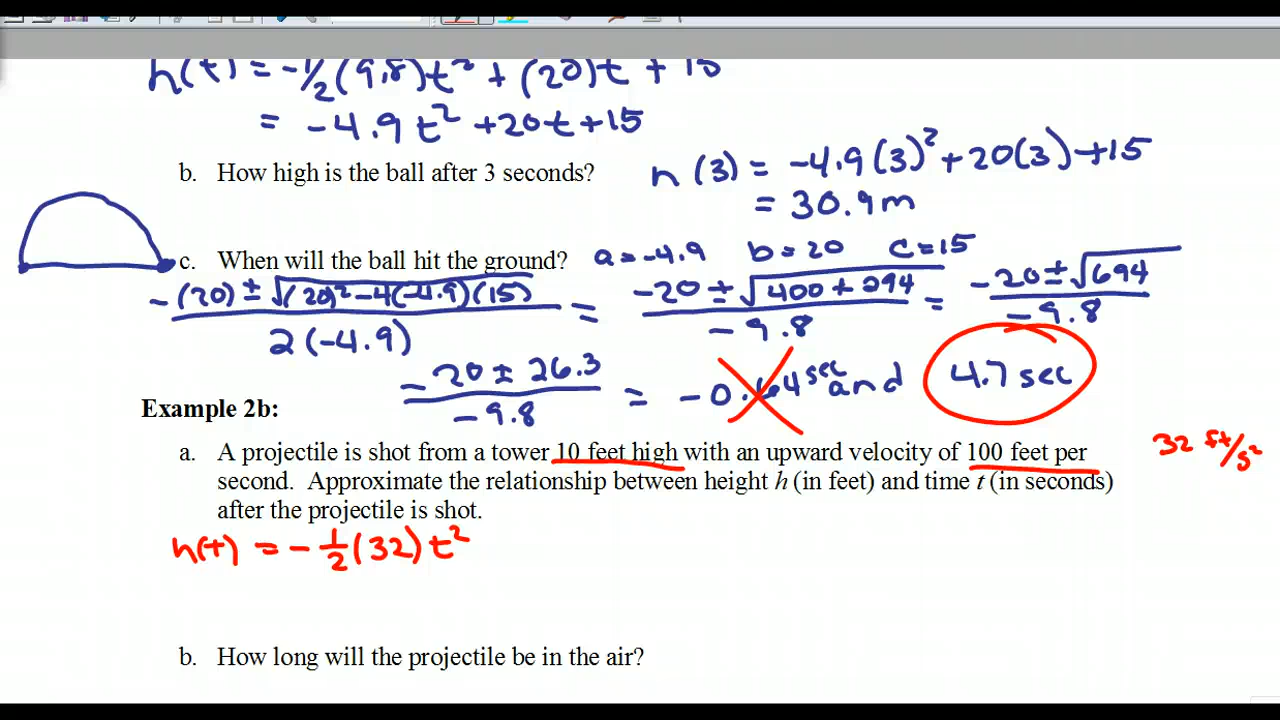 h(t) = -1/2 (9.8)t² + (20)t + 15
= -4.9t² +20t+15
b. How high is the ball after 3 seconds?
h(3) = -4.9(3)² +20(3)+15
= 30.9m
c. When will the ball hit the ground?
a=-4.9 b=20 c=15
-(20) ± √(20)²-4(-4.9)(15) / 2(-4.9) = -20 ± √400+294 / -9.8 = -20 ± √694 / -9.8
-20 ± 26.3 / -9.8 = -0.64 sec and 4.7 sec
Example 2b:
a. A projectile is shot from a tower 10 feet high with an upward velocity of 100 feet per
second. Approximate the relationship between height h (in feet) and time t (in seconds)
after the projectile is shot.
32 ft/s²
h(t) = -1/2(32)t²
b. How long will the projectile be in the air?